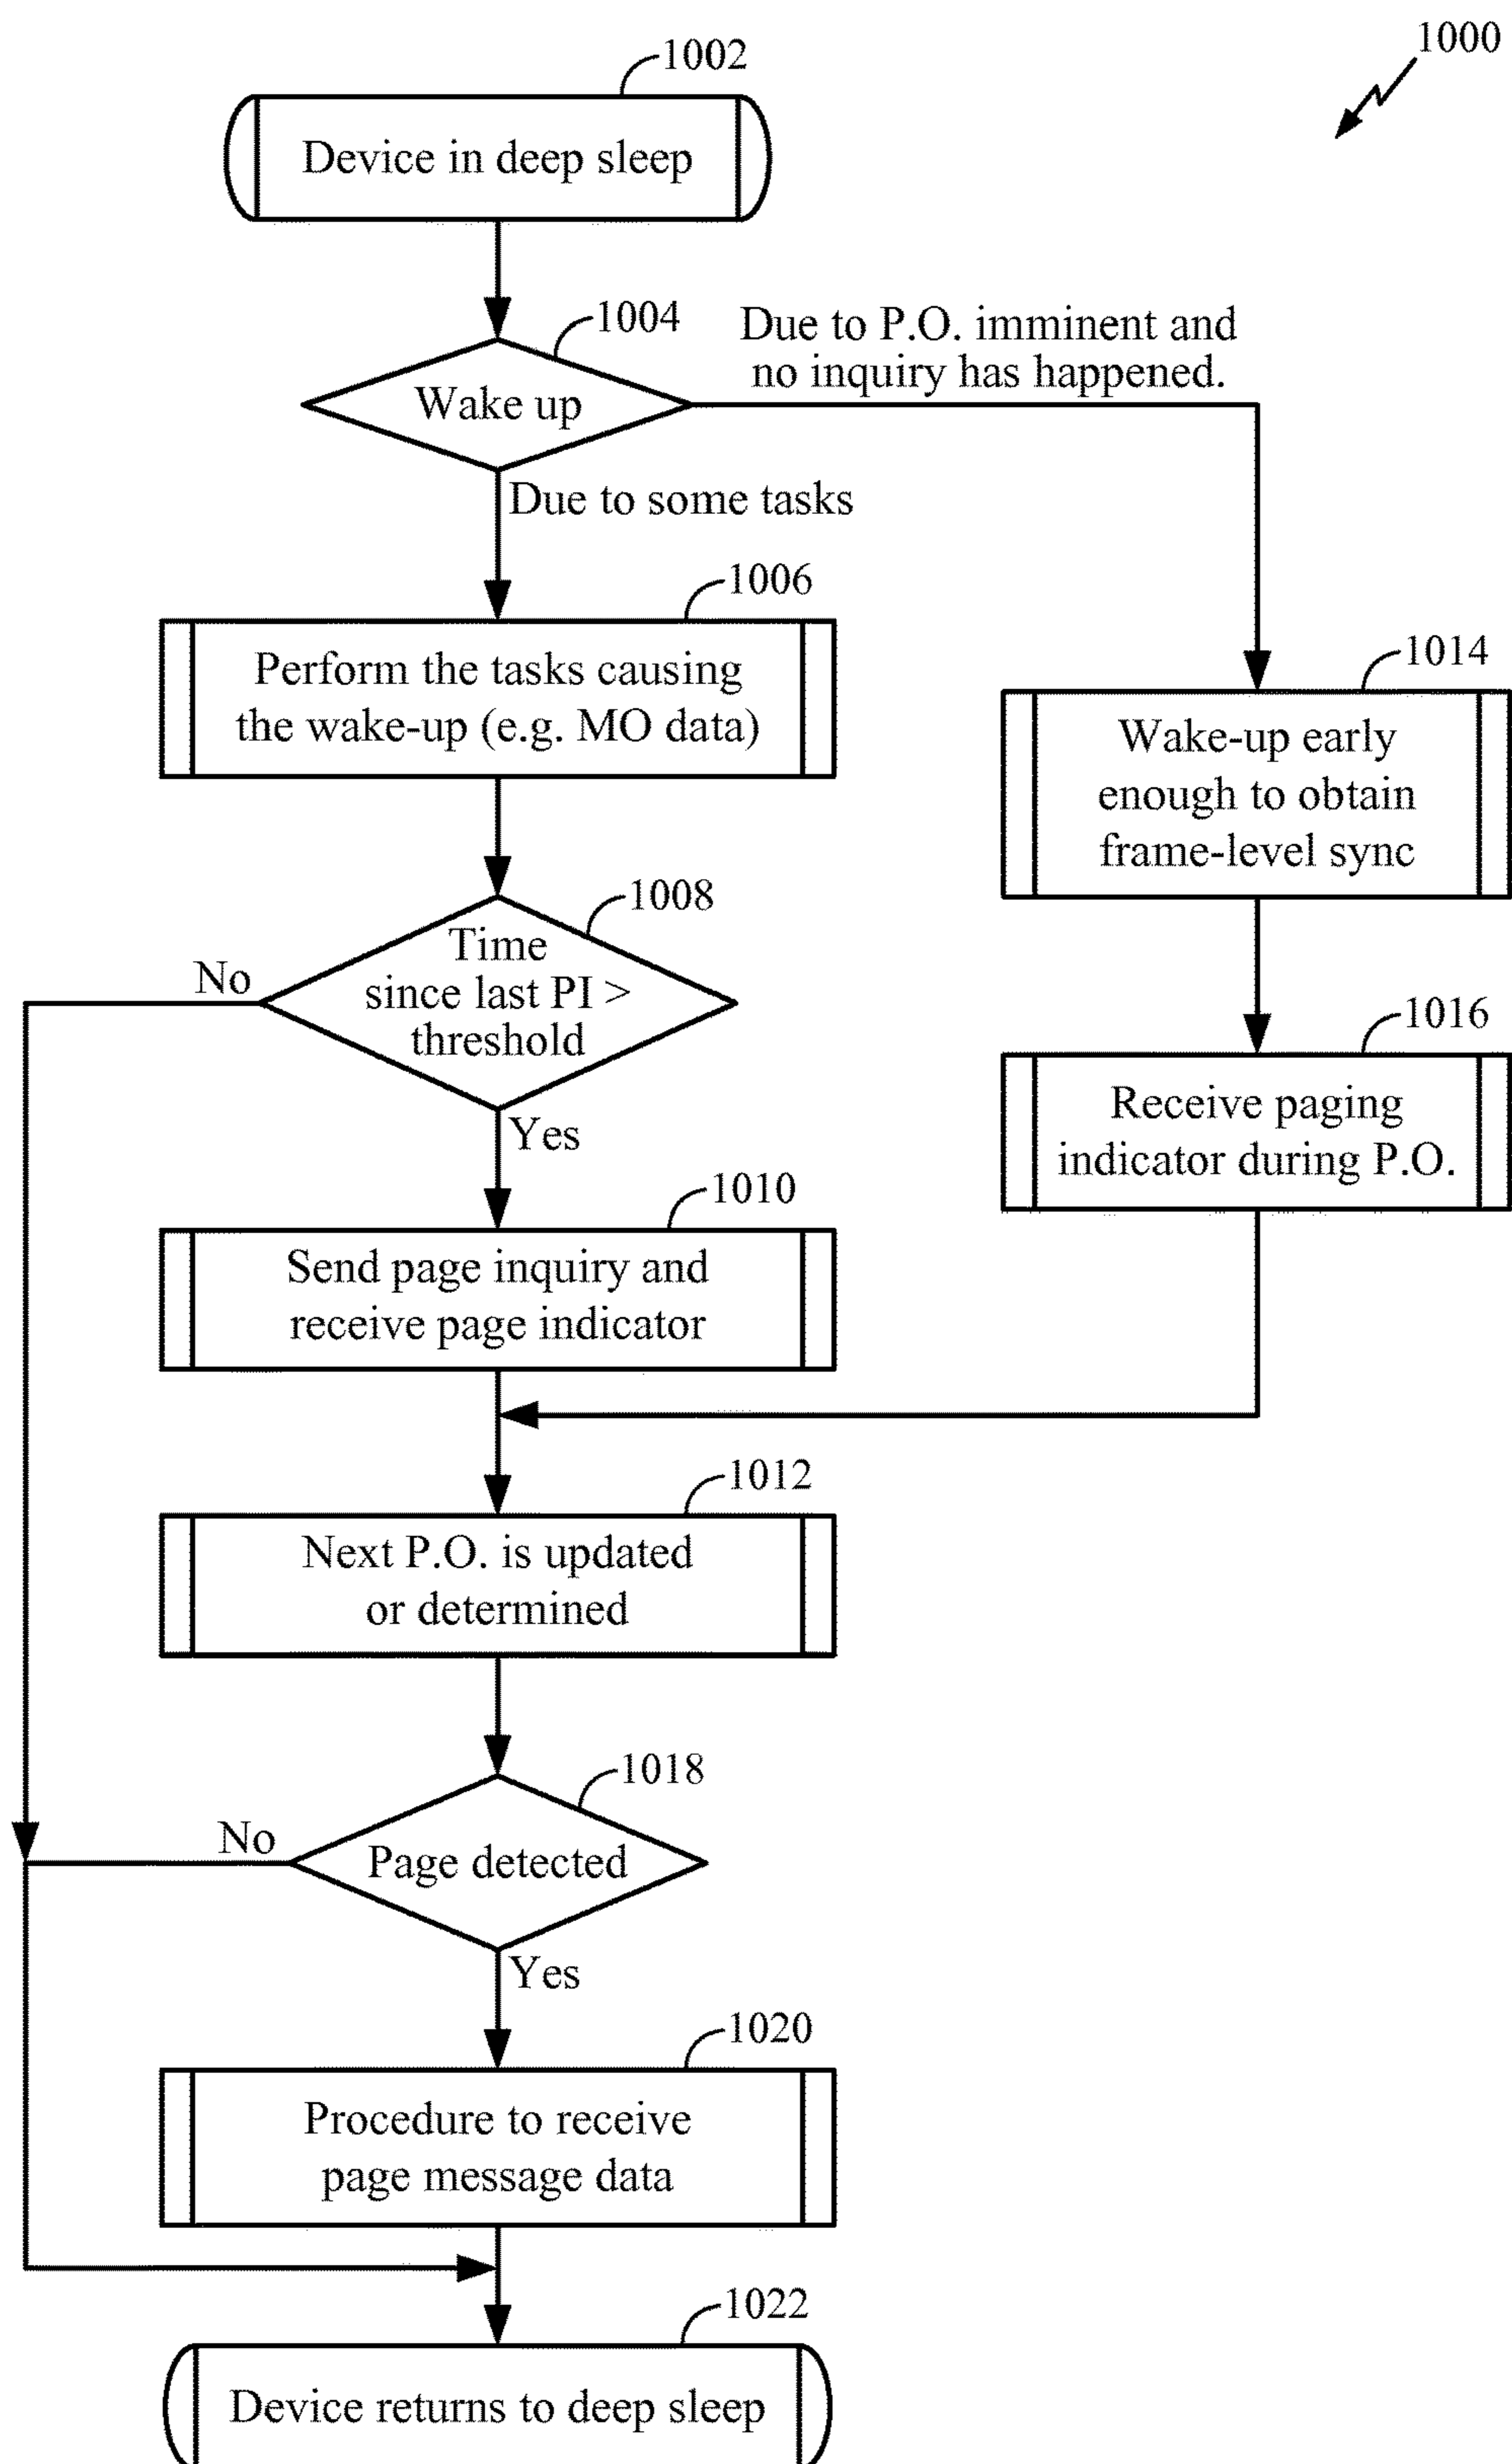 1000
1002
Device in deep sleep
1004
Due to P.O. imminent and
no inquiry has happened.
Wake up
Due to some tasks
1006
Perform the tasks causing
the wake-up (e.g. MO data)
1014
Wake-up early
enough to obtain
frame-level sync
1008
Time
since last PI >
threshold
No
Yes
1016
Receive paging
indicator during P.O.
1010
Send page inquiry and
receive page indicator
1012
Next P.O. is updated
or determined
1018
Page detected
No
Yes
1020
Procedure to receive
page message data
1022
Device returns to deep sleep